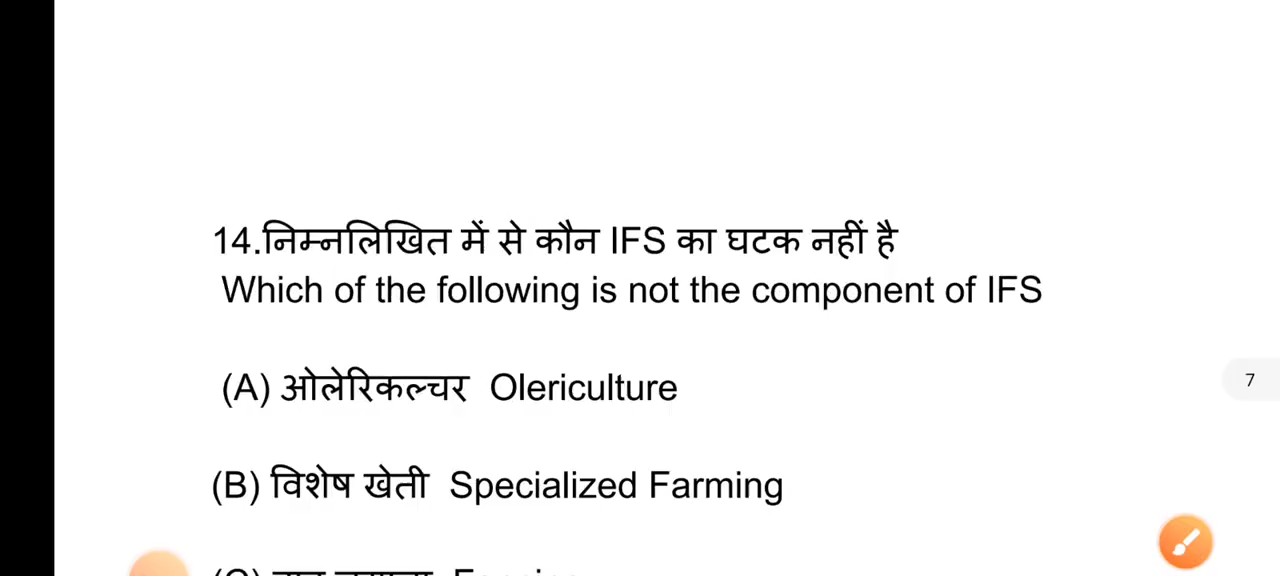 14.निम्नलिखित में से कौन IFS का घटक नहीं है
Which of the following is not the component of IFS
(A) ओलेरिकल्चर Olericulture
7
(B) विशेष खेती Specialized Farming